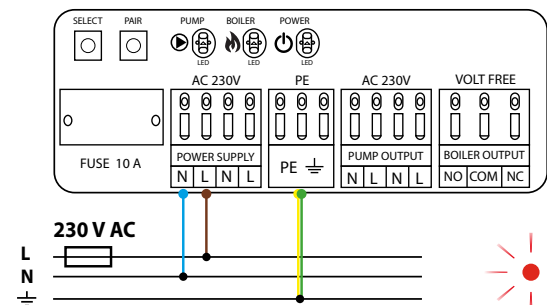 SELECT PAIR PUMP BOILER POWER
LED LED LED
AC 230V PE AC 230V VOLT FREE
FUSE 10 A
POWER SUPPLY PE PUMP OUTPUT BOILER OUTPUT
N L N L N L N L NO COM NC
230 V AC
L
N